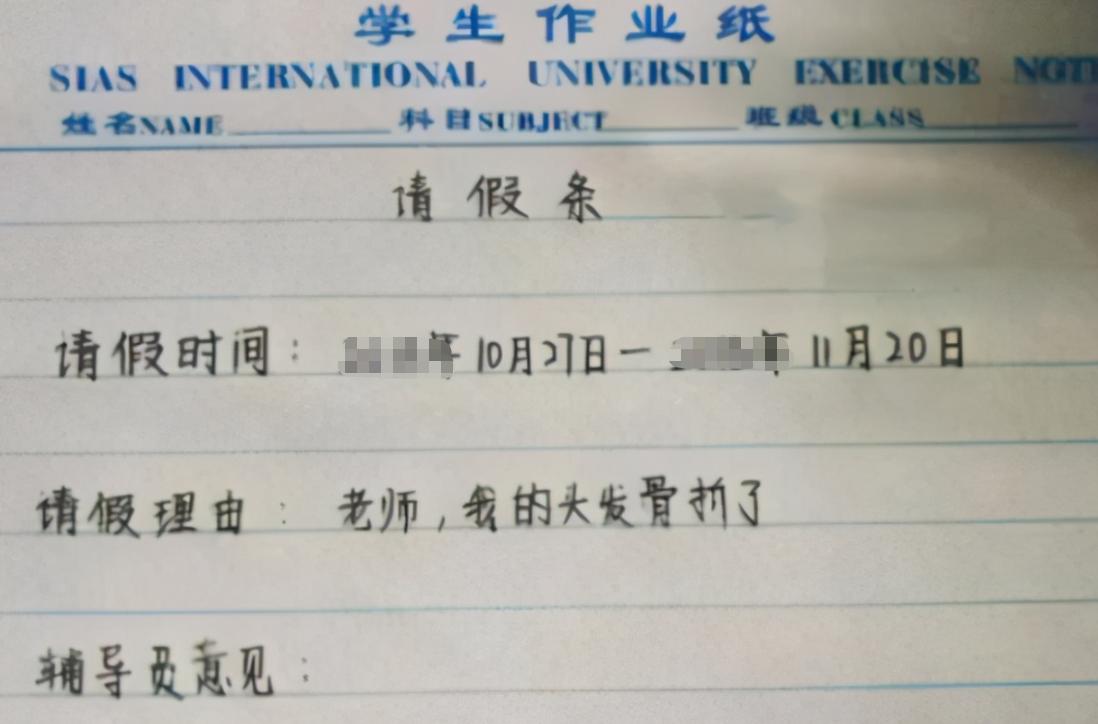 学生作业纸
SIAS INTERNATIONAL UNIVERSITY EXERCISE NOTE
姓名NAME 科目SUBJECT 班级CLASS
请假条
请假时间: 年10月27日一 年11月20日
请假理由: 老师,我的头发骨折了
辅导员意见: